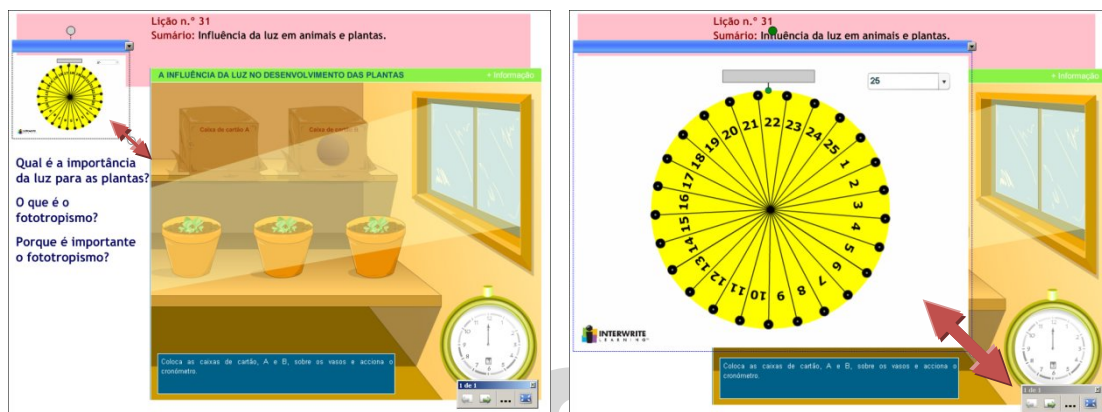 Lição n.º 31
Sumário: Influência da luz em animais e plantas.
A INFLUÊNCIA DA LUZ NO DESENVOLVIMENTO DAS PLANTAS
+ Informação
Caixa de cartão A
Caixa de cartão B
Qual é a importância
da luz para as plantas?
O que é o
fototropismo?
Porque é importante
o fototropismo?
Coloca as caixas de cartão, A e B, sobre os vasos e acciona o
cronómetro.
1 de 1
Lição n.º 31
Sumário: Influência da luz em animais e plantas.
+ Informação
25
1
2
3
4
5
6
7
8
9
10
11
12
13
14
15
16
17
18
19
20
21
22
23
24
25
INTERWRITE
LEARNING
Coloca as caixas de cartão, A e B, sobre os vasos e acciona o
cronómetro.
1 de 1